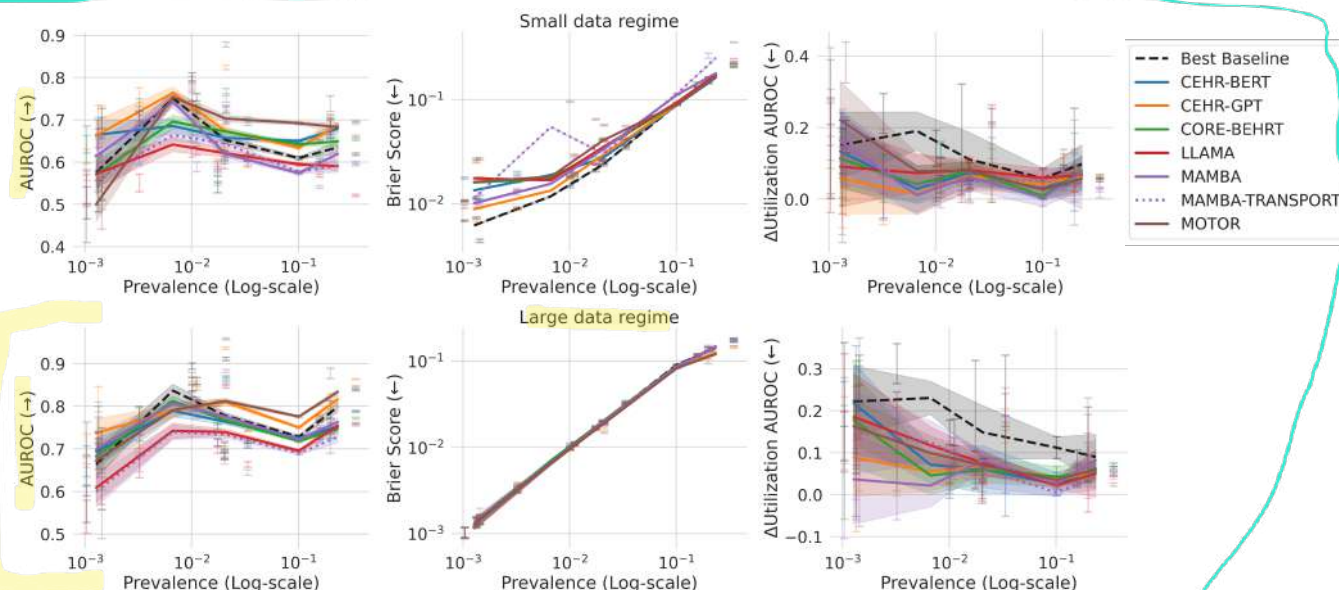 Small data regime
AUROC (→)
0.9
0.8
0.7
0.6
0.5
0.4
10⁻³ 10⁻² 10⁻¹
Prevalence (Log-scale)
Brier Score (←)
10⁻¹
10⁻²
10⁻³ 10⁻² 10⁻¹
Prevalence (Log-scale)
ΔUtilization AUROC (←)
0.4
0.2
0.0
10⁻³ 10⁻² 10⁻¹
Prevalence (Log-scale)
Best Baseline
CEHR-BERT
CEHR-GPT
CORE-BEHRT
LLAMA
MAMBA
MAMBA-TRANSPORT
MOTOR
Large data regime
AUROC (→)
0.9
0.8
0.7
0.6
0.5
10⁻³ 10⁻² 10⁻¹
Prevalence (Log-scale)
Brier Score (←)
10⁻¹
10⁻²
10⁻³
10⁻³ 10⁻² 10⁻¹
Prevalence (Log-scale)
ΔUtilization AUROC (←)
0.3
0.2
0.1
0.0
−0.1
10⁻³ 10⁻² 10⁻¹
Prevalence (Log-scale)